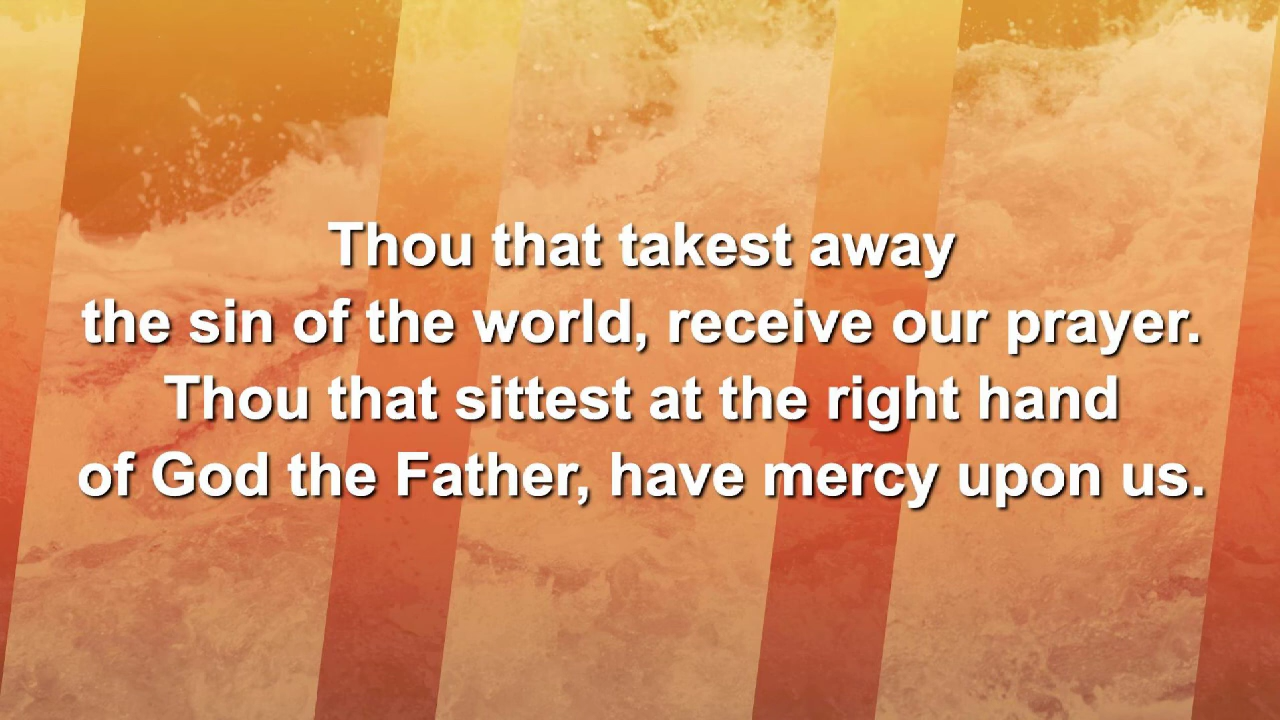 Thou that takest away
the sin of the world, receive our prayer.
Thou that sittest at the right hand
of God the Father, have mercy upon us.